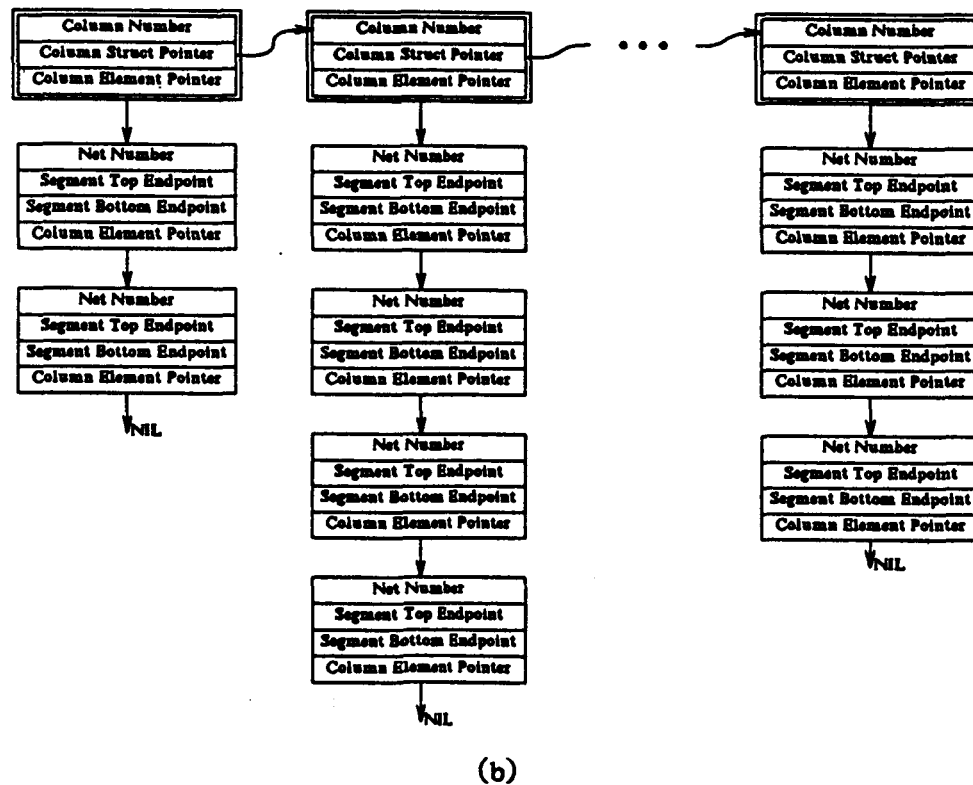 Column Number
Column Struct Pointer
Column Element Pointer
Net Number
Segment Top Endpoint
Segment Bottom Endpoint
Column Element Pointer
Net Number
Segment Top Endpoint
Segment Bottom Endpoint
Column Element Pointer
NIL
Column Number
Column Struct Pointer
Column Element Pointer
Net Number
Segment Top Endpoint
Segment Bottom Endpoint
Column Element Pointer
Net Number
Segment Top Endpoint
Segment Bottom Endpoint
Column Element Pointer
Net Number
Segment Top Endpoint
Segment Bottom Endpoint
Column Element Pointer
Net Number
Segment Top Endpoint
Segment Bottom Endpoint
Column Element Pointer
NIL
• • •
Column Number
Column Struct Pointer
Column Element Pointer
Net Number
Segment Top Endpoint
Segment Bottom Endpoint
Column Element Pointer
Net Number
Segment Top Endpoint
Segment Bottom Endpoint
Column Element Pointer
Net Number
Segment Top Endpoint
Segment Bottom Endpoint
Column Element Pointer
NIL
(b)